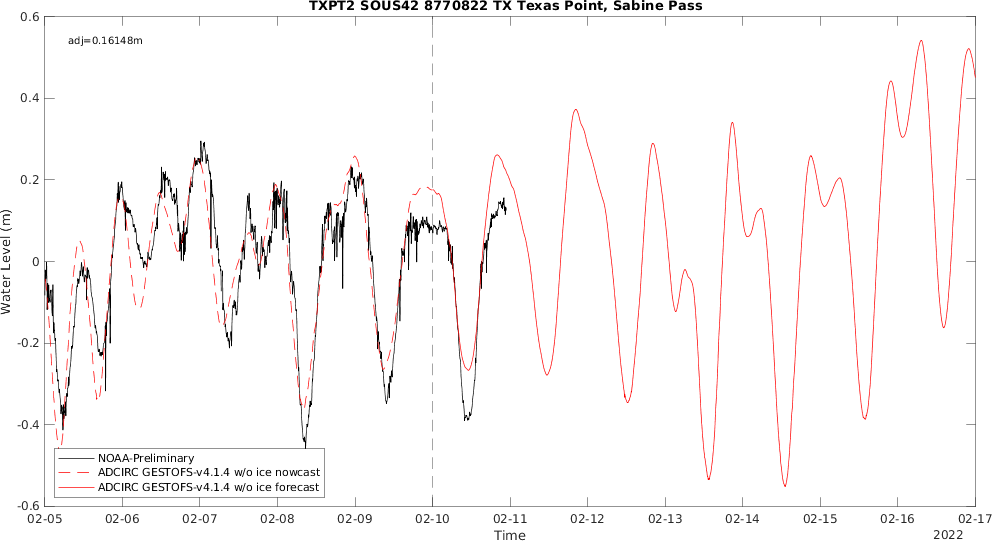 TXPT2 SOUS42 8770822 TX Texas Point, Sabine Pass
adj=0.16148m
0.6
0.4
0.2
0
-0.2
-0.4
-0.6
Water Level (m)
NOAA-Preliminary
ADCIRC GESTOFS-v4.1.4 w/o ice nowcast
ADCIRC GESTOFS-v4.1.4 w/o ice forecast
02-05 02-06 02-07 02-08 02-09 02-10 02-11 02-12 02-13 02-14 02-15 02-16 02-17
Time
2022